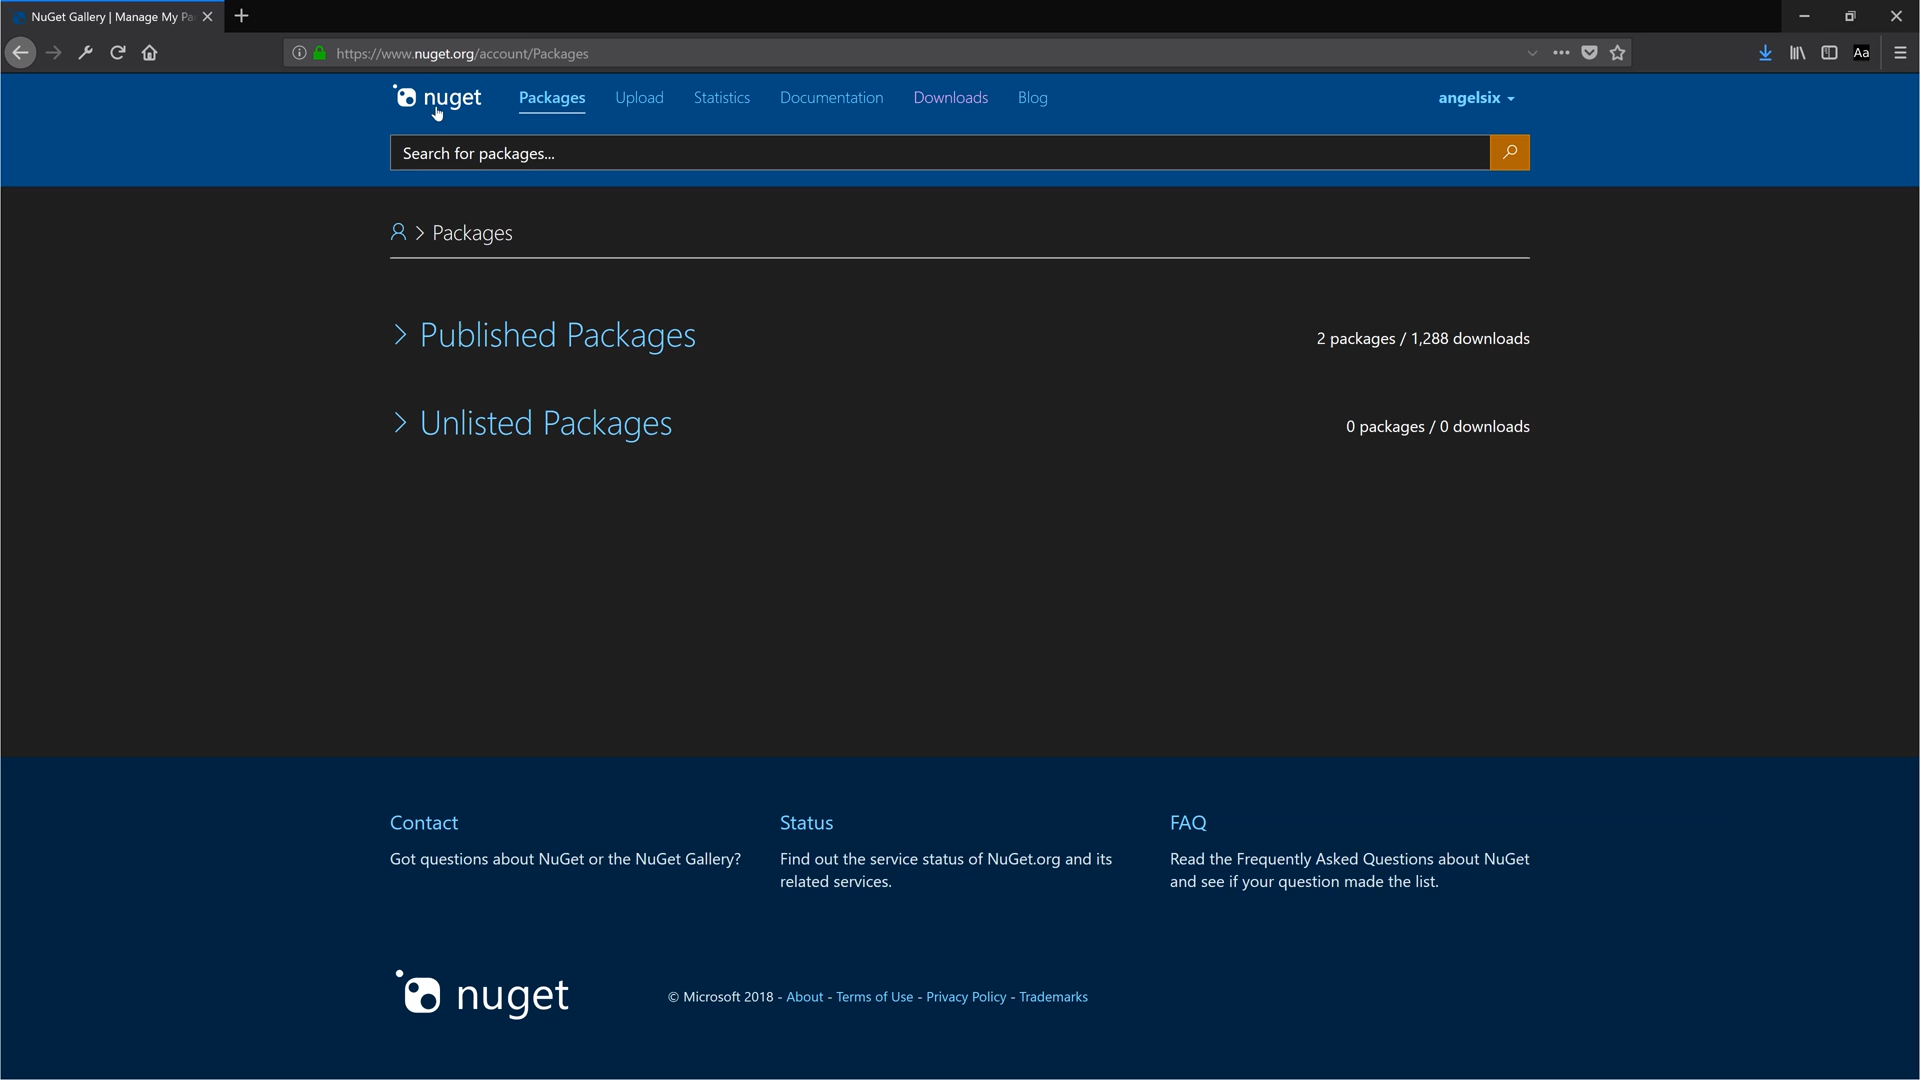 NuGet Gallery | Manage My Pa
https://www.nuget.org/account/Packages
Aa
nuget Packages Upload Statistics Documentation Downloads Blog angelsix
Search for packages...
Packages
Published Packages 2 packages / 1,288 downloads
Unlisted Packages 0 packages / 0 downloads
Contact Status FAQ
Got questions about NuGet or the NuGet Gallery? Find out the service status of NuGet.org and its Read the Frequently Asked Questions about NuGet
related services. and see if your question made the list.
nuget © Microsoft 2018 - About - Terms of Use - Privacy Policy - Trademarks